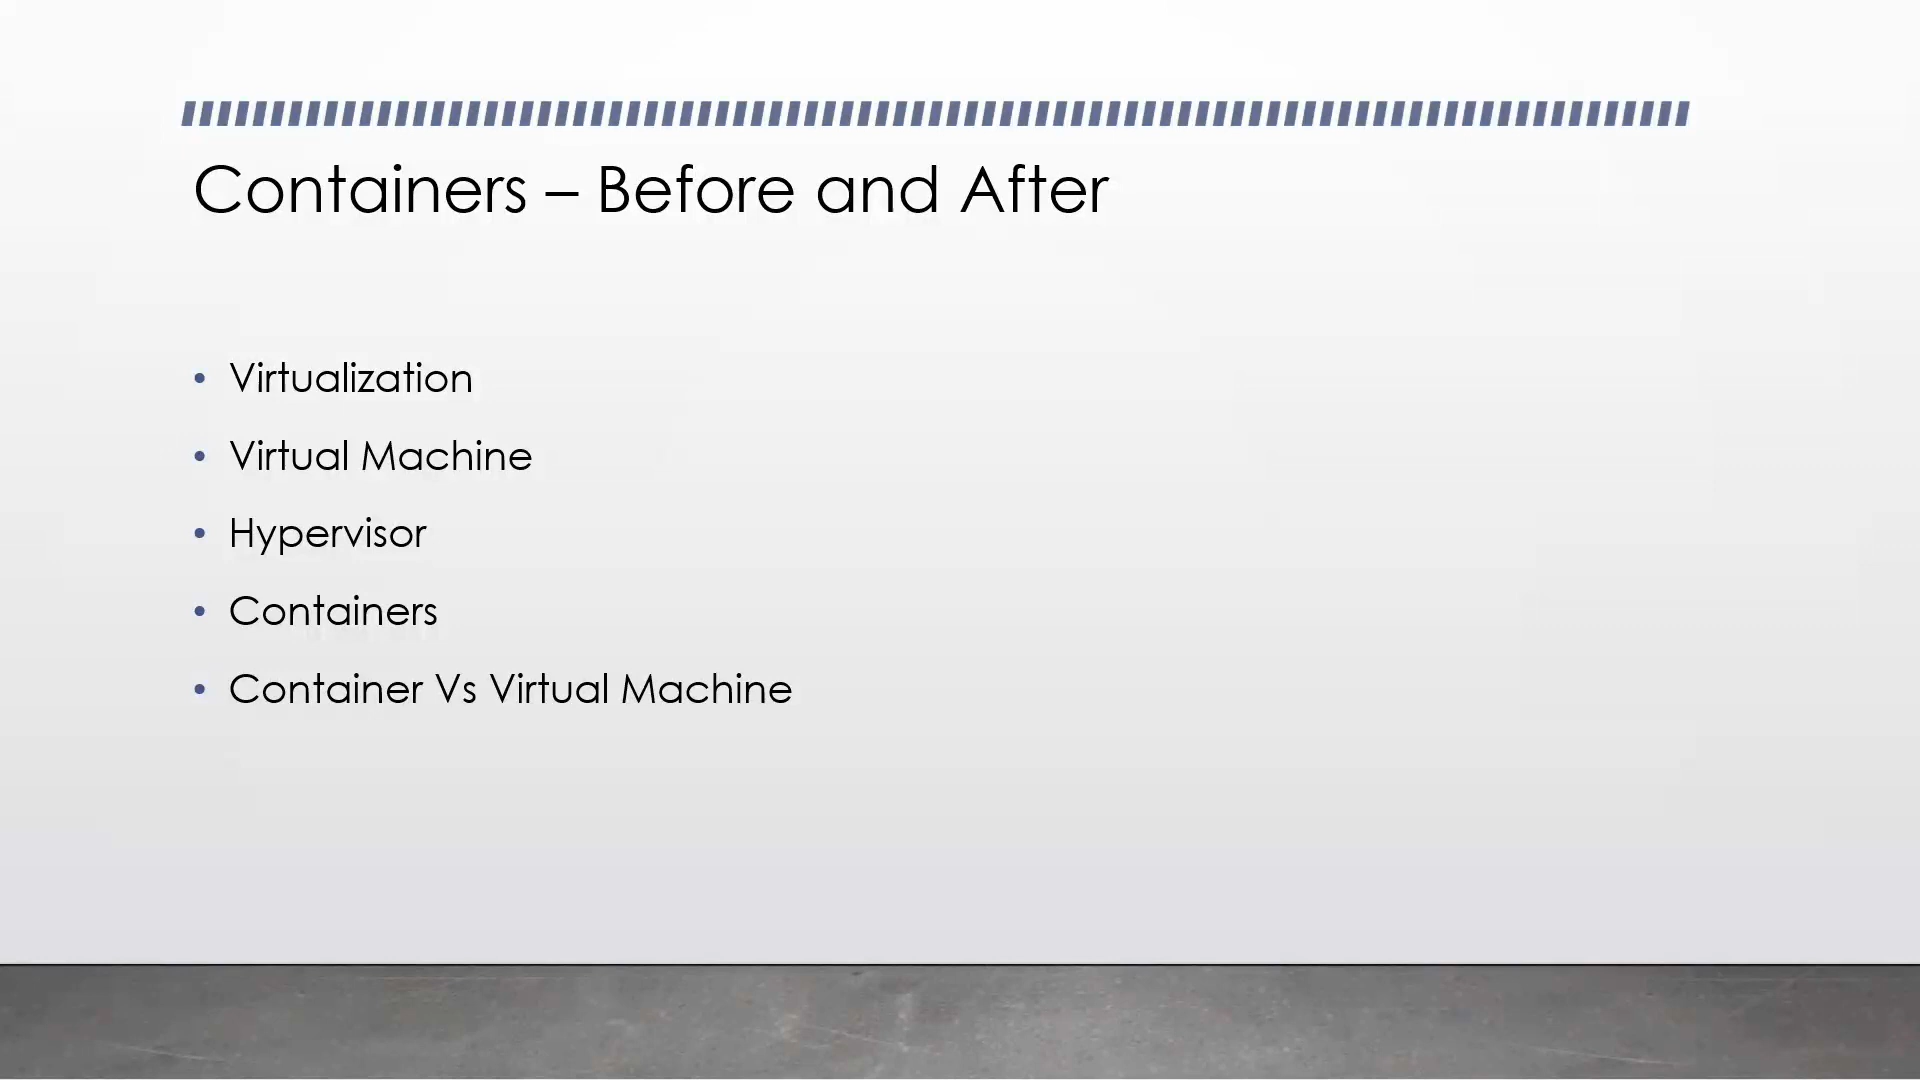 Containers – Before and After
• Virtualization
• Virtual Machine
• Hypervisor
• Containers
• Container Vs Virtual Machine